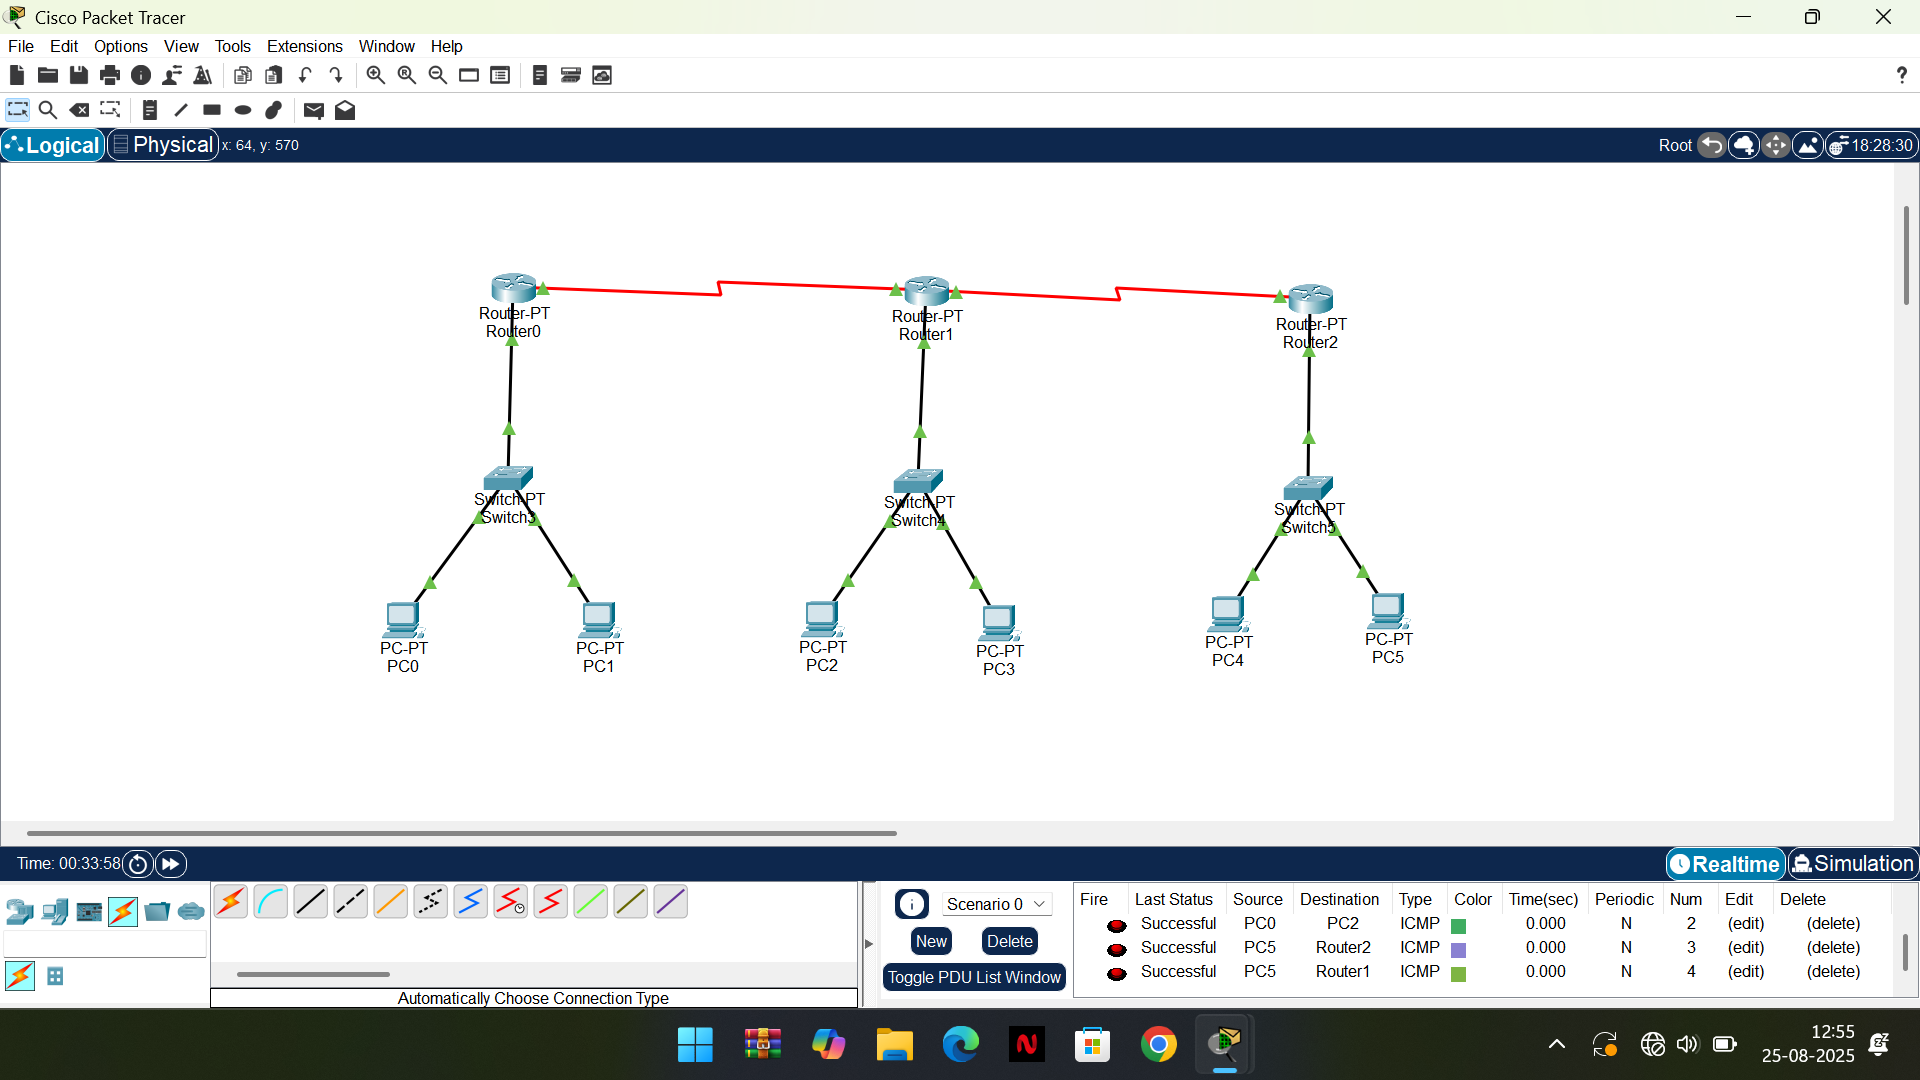 Cisco Packet Tracer
File Edit Options View Tools Extensions Window Help
?
Logical Physical x: 64, y: 570 Root 18:28:30
Router-PT
Router0
Router-PT
Router1
Router-PT
Router2
Switch-PT
Switch3
Switch-PT
Switch4
Switch-PT
Switch5
PC-PT
PC0
PC-PT
PC1
PC-PT
PC2
PC-PT
PC3
PC-PT
PC4
PC-PT
PC5
Time: 00:33:58 Realtime Simulation
Scenario 0
New Delete
Toggle PDU List Window
Fire Last Status Source Destination Type Color Time(sec) Periodic Num Edit Delete
Successful PC0 PC2 ICMP 0.000 N 2 (edit) (delete)
Successful PC5 Router2 ICMP 0.000 N 3 (edit) (delete)
Successful PC5 Router1 ICMP 0.000 N 4 (edit) (delete)
Automatically Choose Connection Type
12:55
25-08-2025